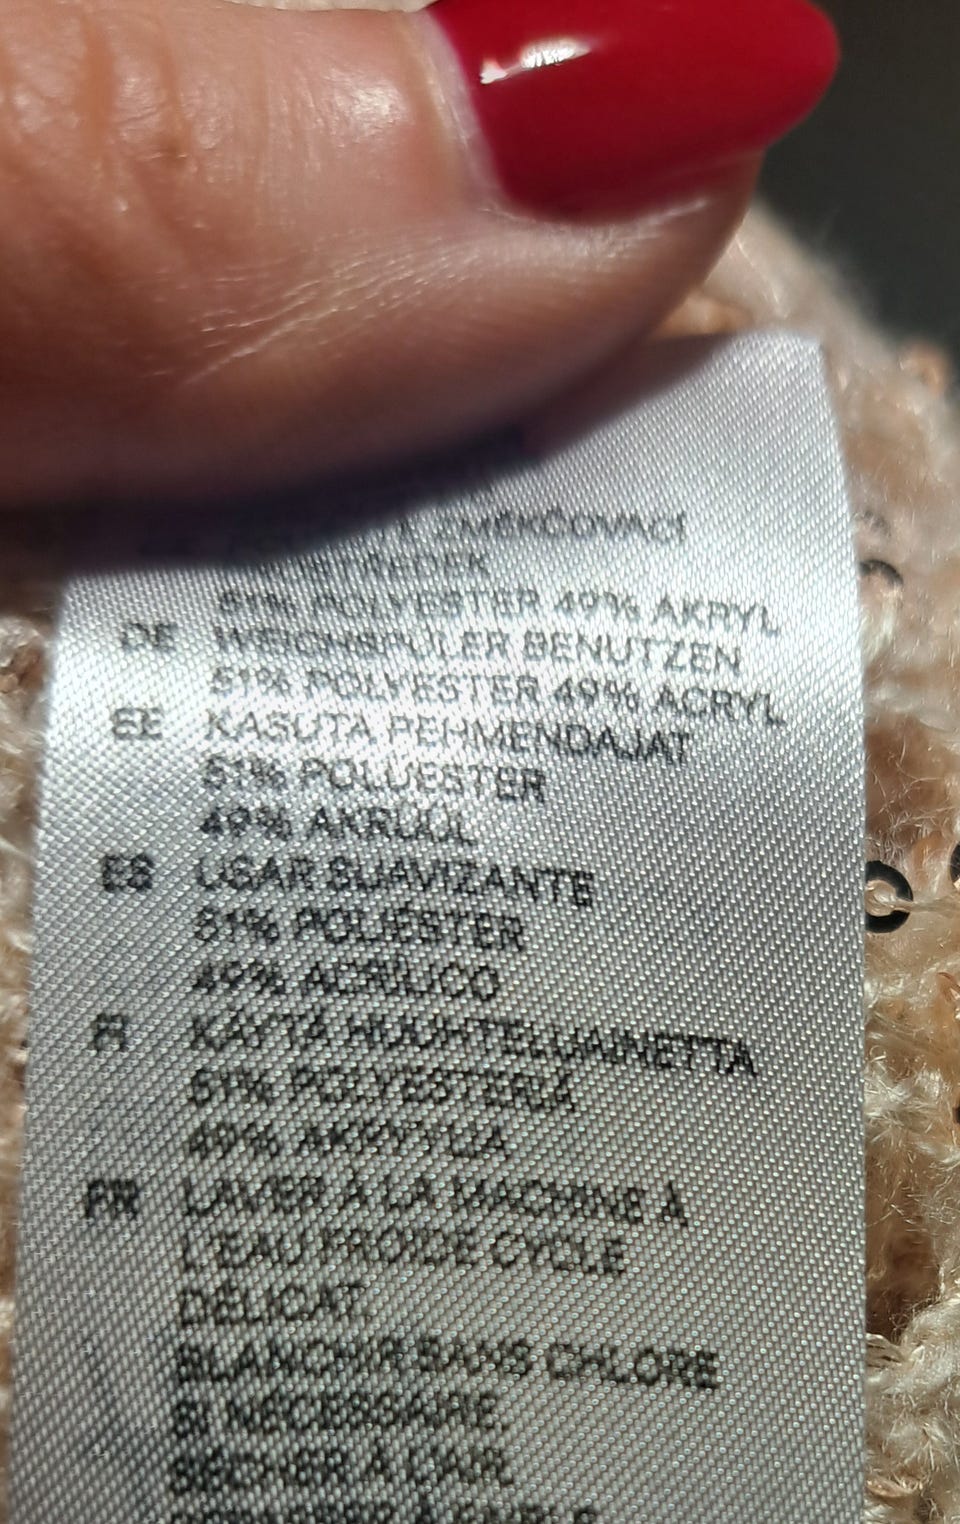 ZMĚKČOVACÍ
51% POLYESTER 49% AKRYL
DE WEICHSPÜLER BENUTZEN
51% POLYESTER 49% ACRYL
EE KASUTA PEHMENDAJAT
51% POLÜESTER
49% AKRÜÜL
ES USAR SUAVIZANTE
51% POLIÉSTER
49% ACRÍLICO
FI KÄYTÄ HUUHTELUAINETTA
51% POLYESTERIÄ
49% AKRYYLIÄ
FR LAVER À LA MACHINE À
L'EAU FROIDE CYCLE
DÉLICAT.
BLANCHIR SANS CHLORE
SI NÉCESSAIRE
SÉCHER À L'AIR